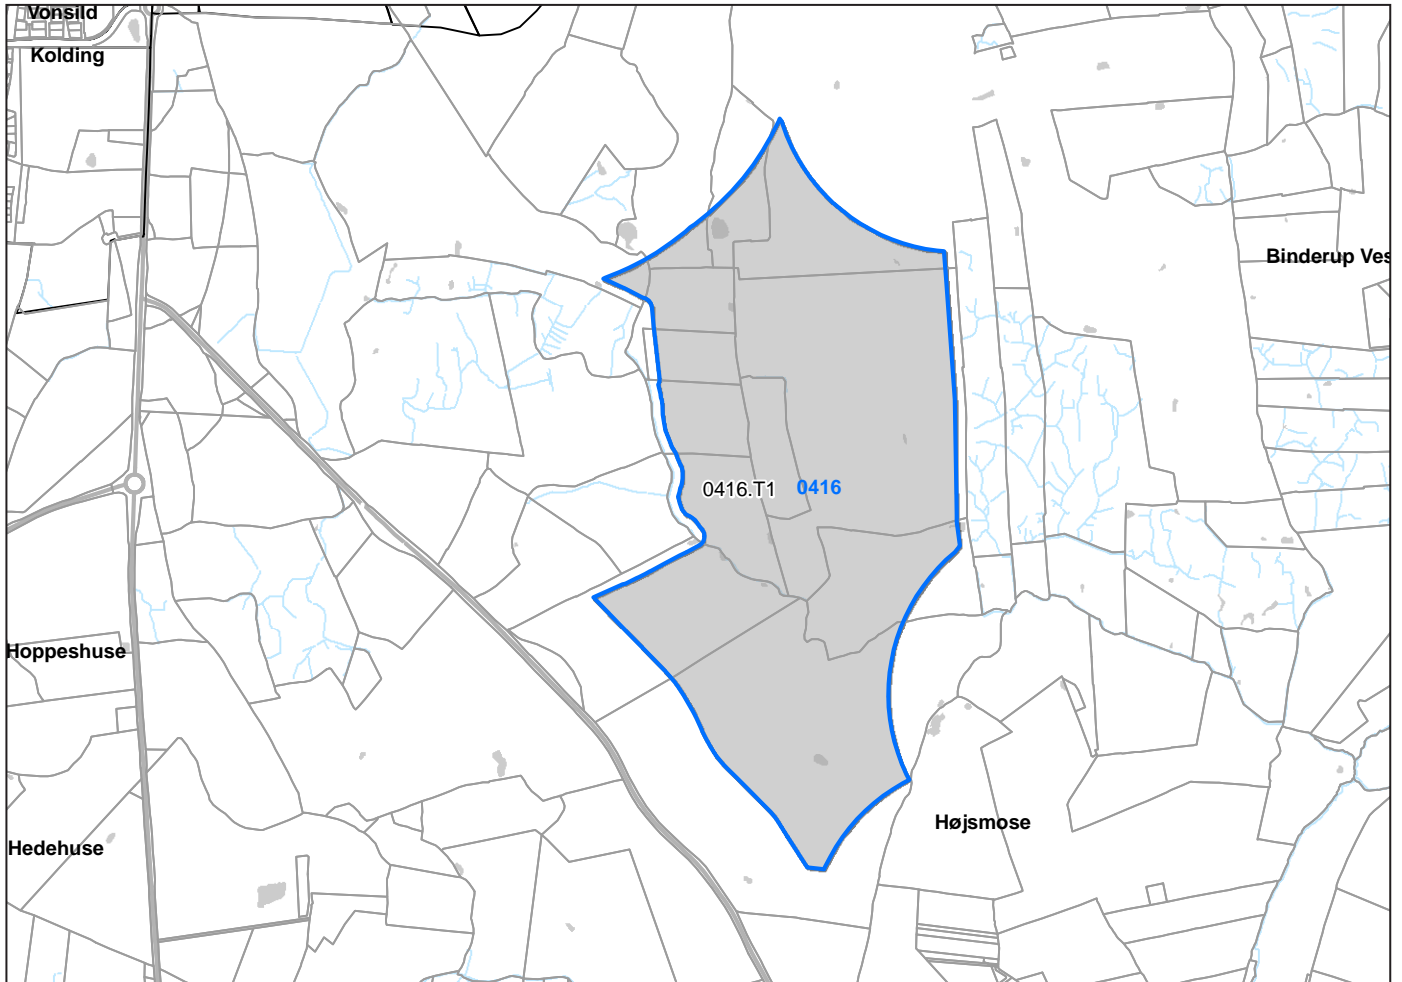 Vonsild
Kolding
Binderup Ves
0416.T1
0416
Hoppeshuse
Højsmose
Hedehuse